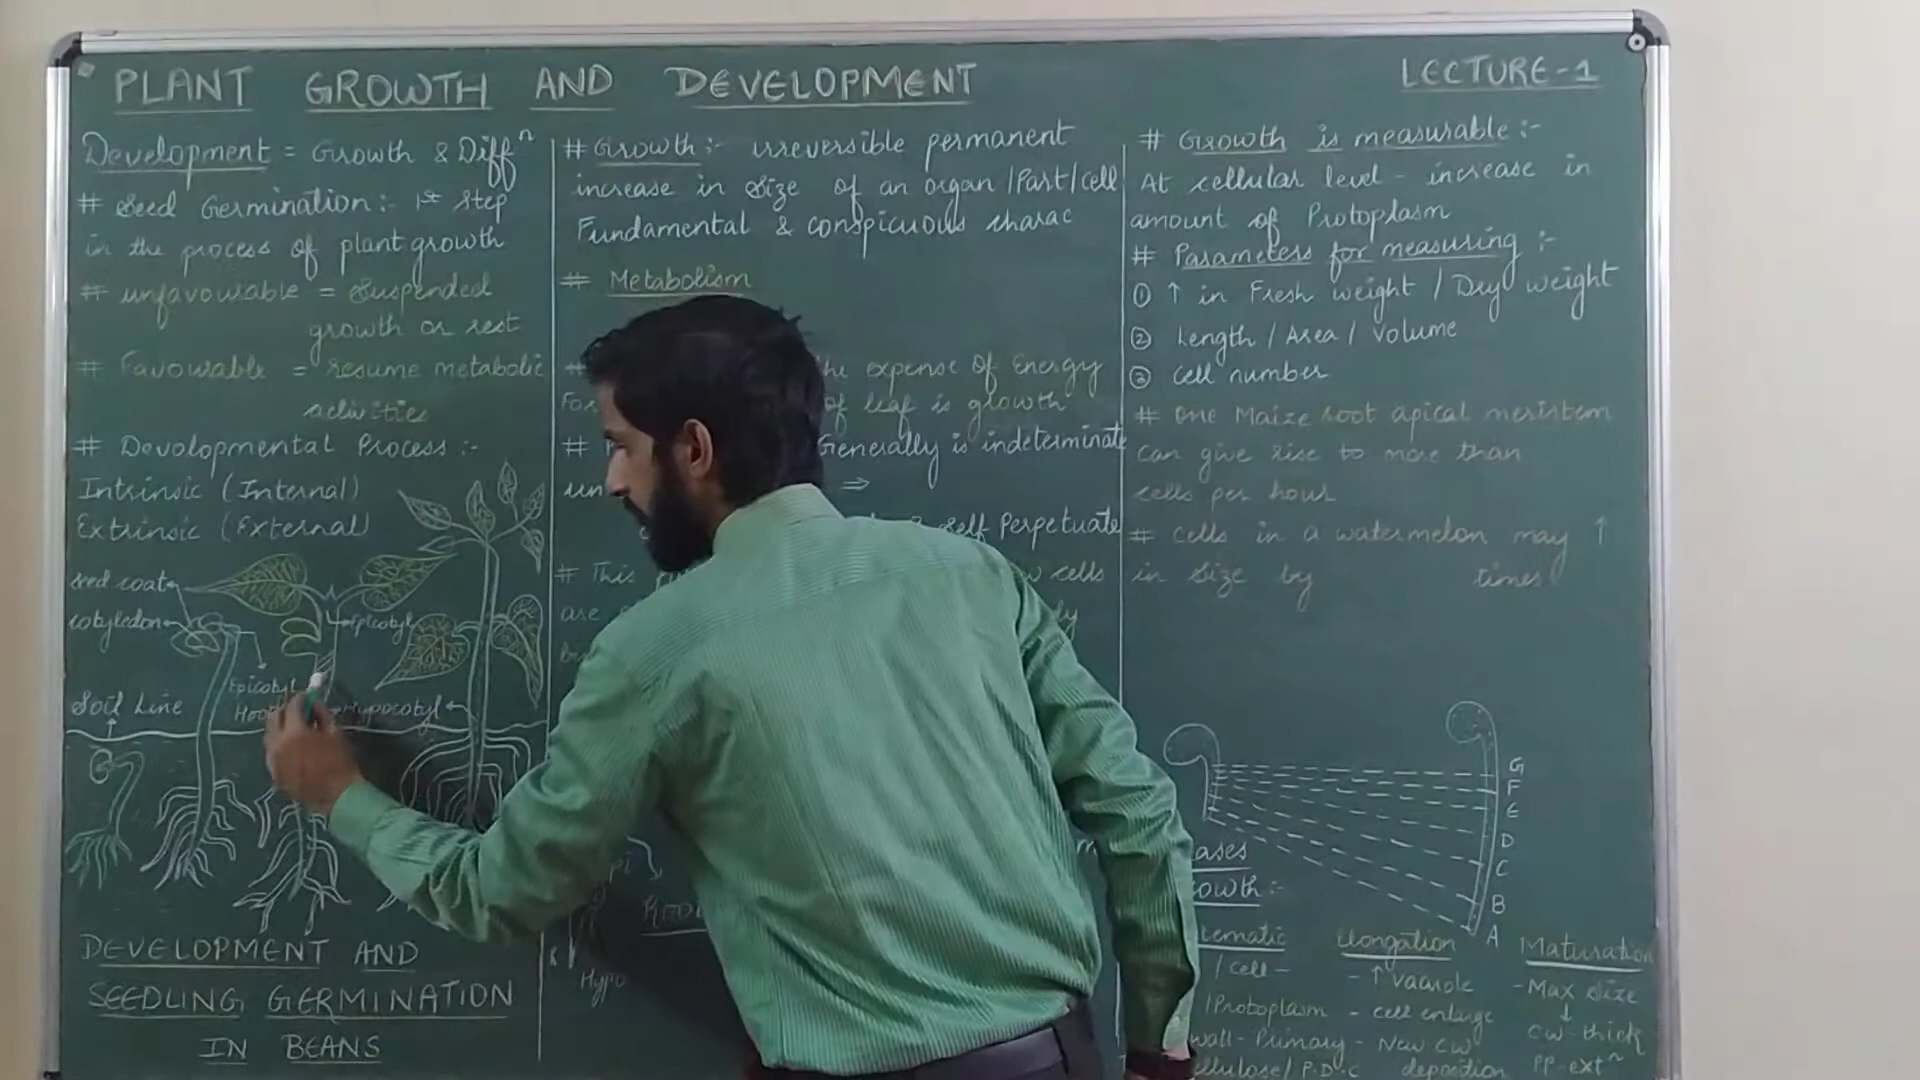 PLANT GROWTH AND DEVELOPMENT
LECTURE-1
Development = Growth & Diffⁿ
# Seed Germination:- 1st step
in the process of plant growth
# unfavourable = Suspended
growth or rest
# Favourable = resume metabolic
activities
# Devolopmental Process:-
Intrinsic (Internal)
Extrinsic (External)
seed coat
cotyledon
Epicotyl
Epicotyl
Soil Line
Hypocotyl
DEVELOPMENT AND
SEEDLING GERMINATION
IN BEANS
# Growth:- irreversible permanent
increase in size of an organ/Part/cell
Fundamental & conspicuous charac
# Metabolism
expense of Energy
of leaf is growth
# Generally is indeterminate
⇒
self Perpetuate
# This cells
are
Hypo
# Growth is measurable:-
At cellular level - increase in
amount of Protoplasm
# Parameters for measuring:-
① ↑ in Fresh weight / Dry weight
② Length / Area / Volume
③ cell number
# One Maize root apical meristem
can give rise to more than
cells per hour
# Cells in a watermelon may ↑
in size by times
G
F
E
D
C
B
A
Elongation
- ↑ vacuole
- cell enlarge
- New CW
deposition
Maturation
- Max size
↓
CW-thick
PP-extⁿ
/cell-
/Protoplasm
wall- Primary
/P.D-c